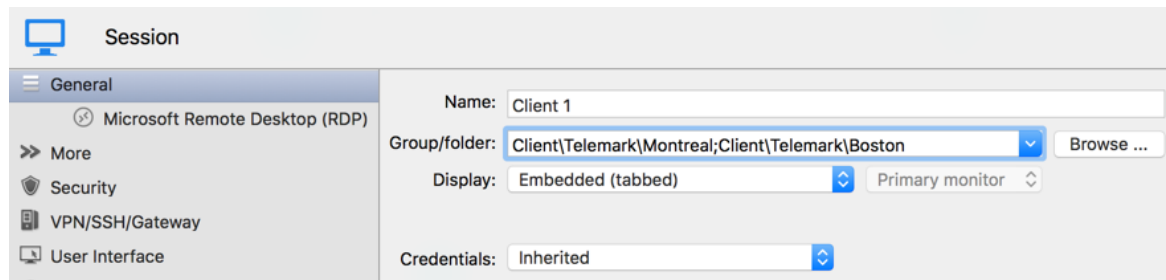 Session
General
Microsoft Remote Desktop (RDP)
More
Security
VPN/SSH/Gateway
User Interface
Name: Client 1
Group/folder: Client\Telemark\Montreal;Client\Telemark\Boston Browse ...
Display: Embedded (tabbed) Primary monitor
Credentials: Inherited